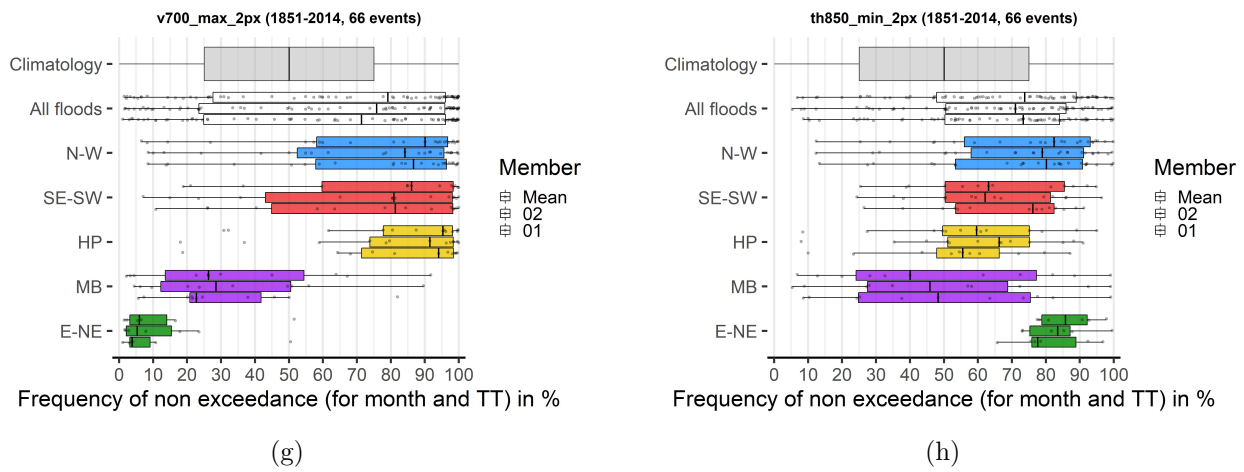 v700_max_2px (1851-2014, 66 events)
Climatology
All floods
N-W
SE-SW
HP
MB
E-NE
0 10 20 30 40 50 60 70 80 90 100
Frequency of non exceedance (for month and TT) in %
Member
Mean
02
01
(g)
th850_min_2px (1851-2014, 66 events)
Climatology
All floods
N-W
SE-SW
HP
MB
E-NE
0 10 20 30 40 50 60 70 80 90 100
Frequency of non exceedance (for month and TT) in %
Member
Mean
02
01
(h)